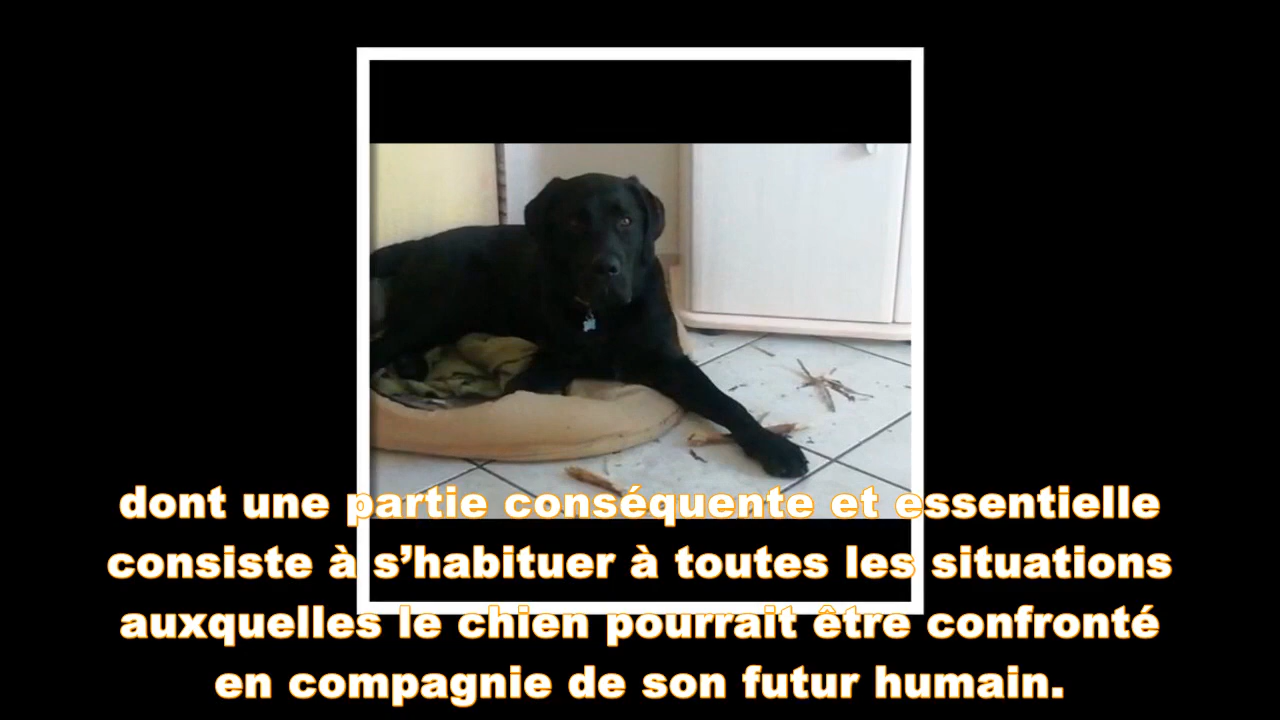 dont une partie conséquente et essentielle
consiste à s’habituer à toutes les situations
auxquelles le chien pourrait être confronté
en compagnie de son futur humain.